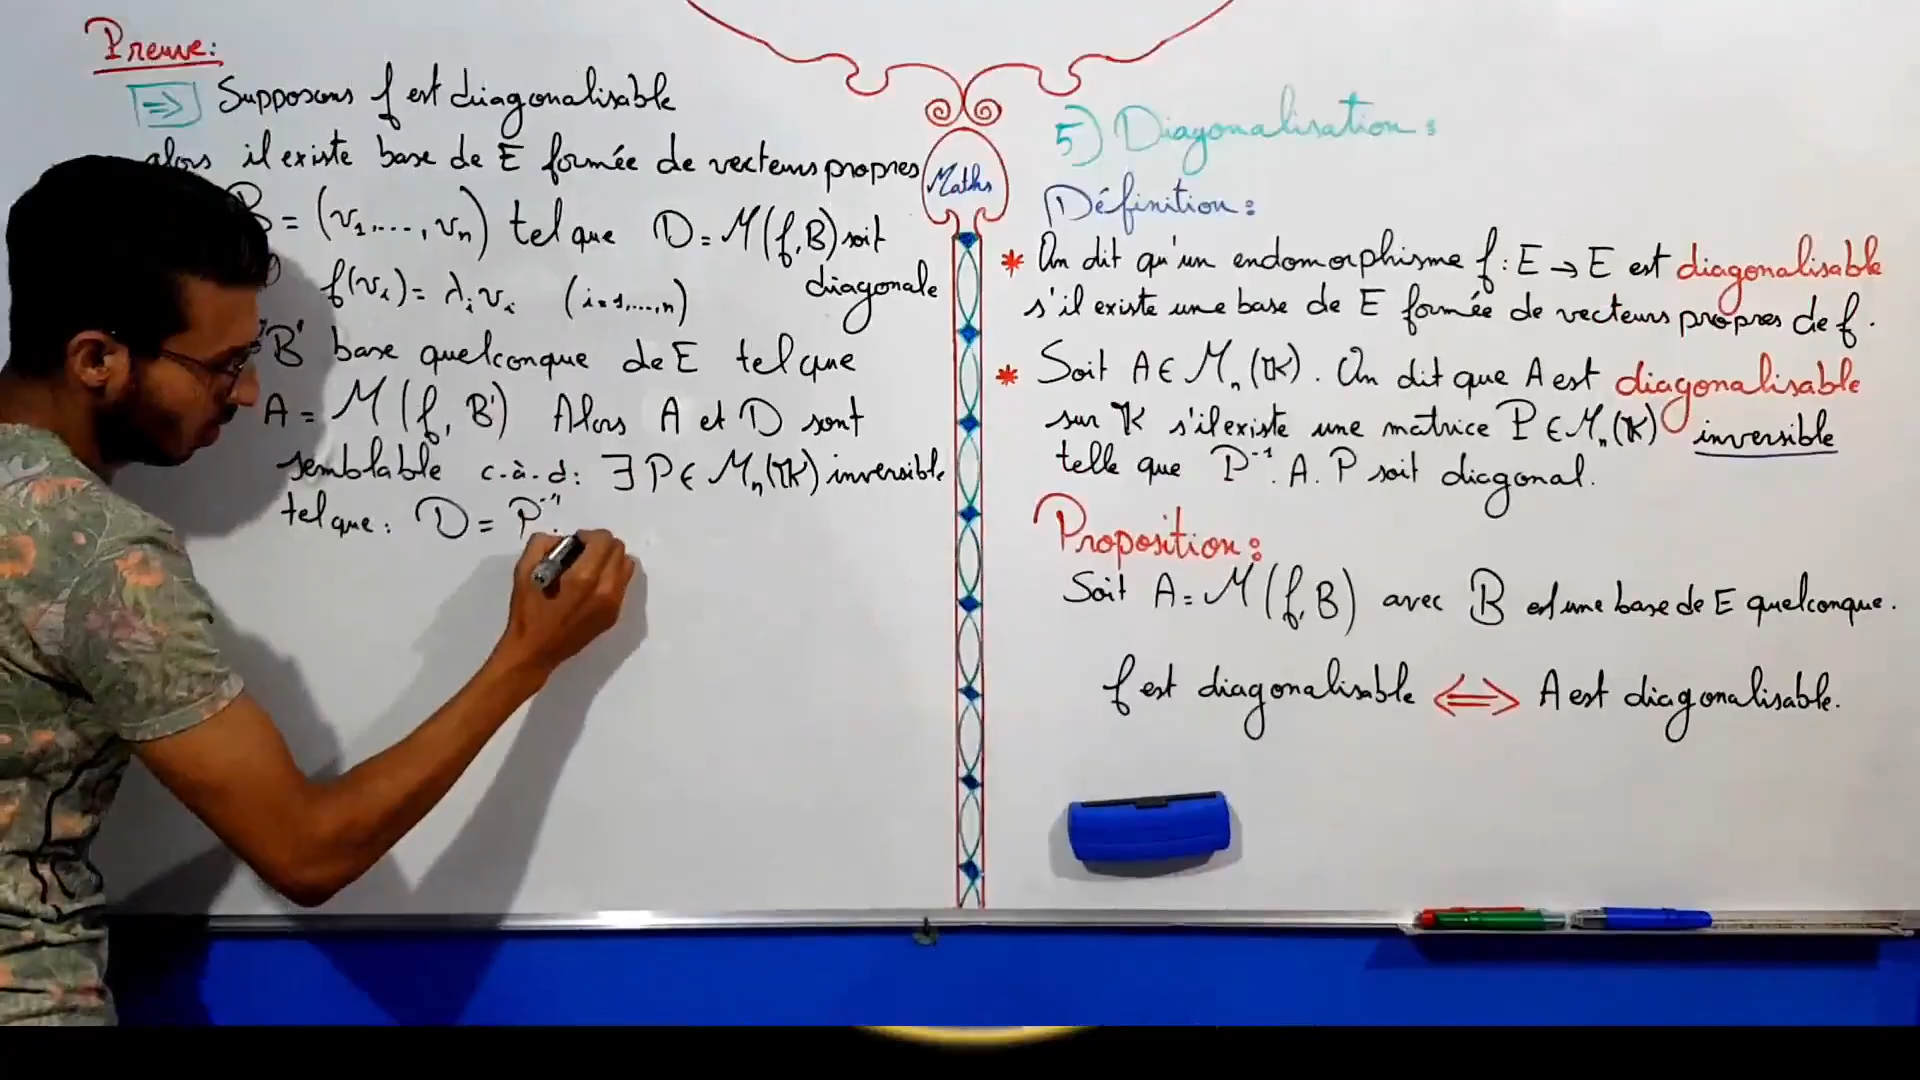 Preuve:
⇒ Supposons f est diagonalisable
alors il existe base de E formée de vecteurs propres
B = (v₁,...,vₙ) tel que D = M(f,B) soit
diagonale
f(vᵢ) = λᵢvᵢ (i=1,...,n)
B' base quelconque de E tel que
A = M(f, B') Alors A et D sont
semblable c.à.d: ∃ P ∈ Mₙ(K) inversible
tel que: D = P⁻¹.
Maths
5) Diagonalisation:
Définition:
* On dit qu'un endomorphisme f: E → E est diagonalisable
s'il existe une base de E formée de vecteurs propres de f.
* Soit A ∈ Mₙ(K). On dit que A est diagonalisable
sur K s'il existe une matrice P ∈ Mₙ(K) inversible
telle que P⁻¹.A.P soit diagonal.
Proposition:
Soit A = M(f,B) avec B est une base de E quelconque.
f est diagonalisable ⟺ A est diagonalisable.